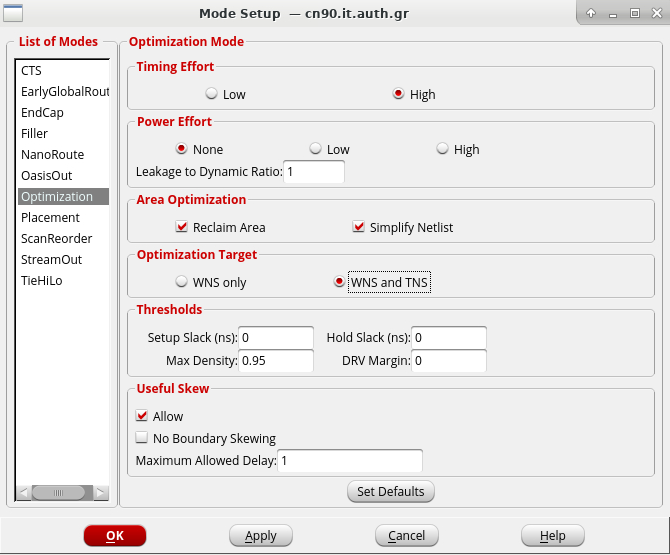 Mode Setup — cn90.it.auth.gr
List of Modes
CTS
EarlyGlobalRout
EndCap
Filler
NanoRoute
OasisOut
Optimization
Placement
ScanReorder
StreamOut
TieHiLo
Optimization Mode
Timing Effort
Low High
Power Effort
None Low High
Leakage to Dynamic Ratio: 1
Area Optimization
Reclaim Area Simplify Netlist
Optimization Target
WNS only WNS and TNS
Thresholds
Setup Slack (ns): 0 Hold Slack (ns): 0
Max Density: 0.95 DRV Margin: 0
Useful Skew
Allow
No Boundary Skewing
Maximum Allowed Delay: 1
Set Defaults
OK Apply Cancel Help